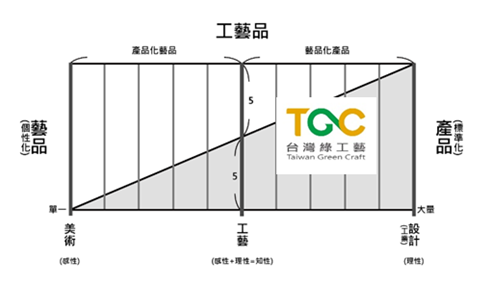 工藝品
產品化藝品
藝品化產品
藝品
(個性化)
5
5
TGC
台灣綠工藝
Taiwan Green Craft
產品
(標準化)
單一
大量
美術
工藝
設計
(工業)
(感性)
(感性+理性=知性)
(理性)